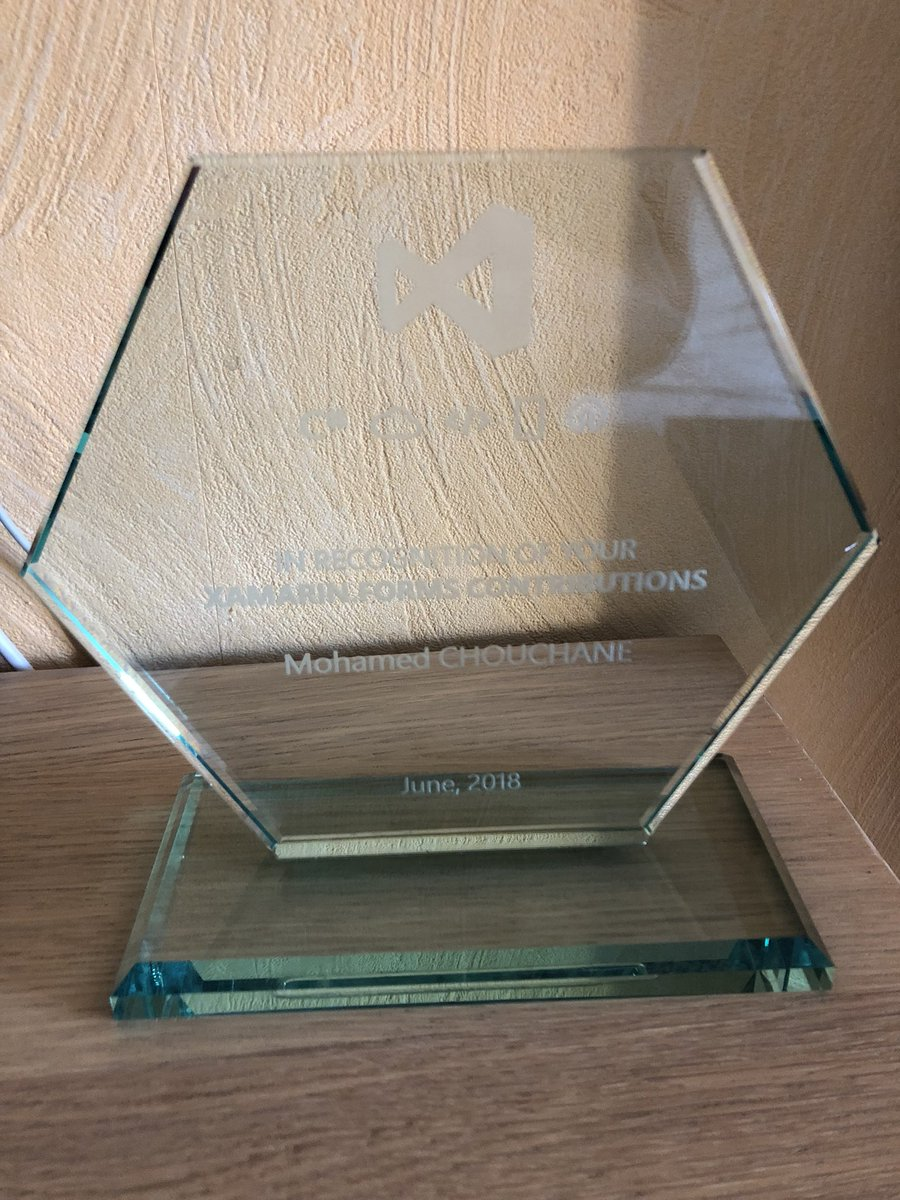 IN RECOGNITION OF YOUR
XAMARIN.FORMS CONTRIBUTIONS
Mohamed CHOUCHANE
June, 2018